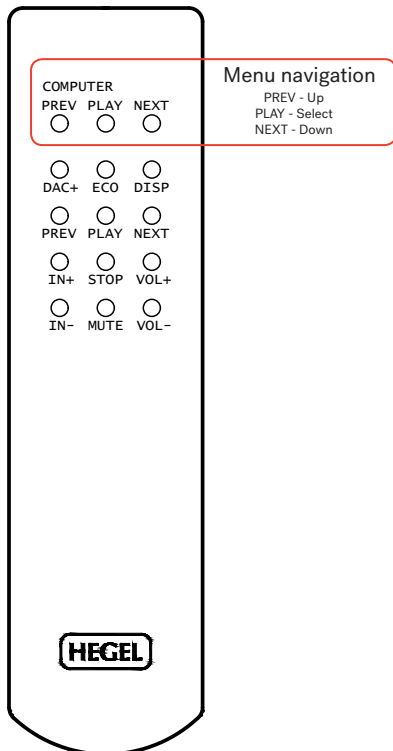 COMPUTER
PREV PLAY NEXT
Menu navigation
PREV - Up
PLAY - Select
NEXT - Down
DAC+ ECO DISP
PREV PLAY NEXT
IN+ STOP VOL+
IN- MUTE VOL-
HEGEL